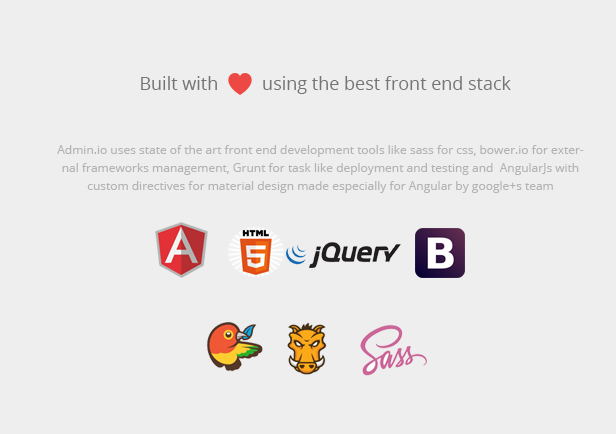 Built with using the best front end stack
Admin.io uses state of the art front end development tools like sass for css, bower.io for exter-
nal frameworks management, Grunt for task like deployment and testing and AngularJs with
custom directives for material design made especially for Angular by google+s team
A HTML 5 jQuery B
Sass